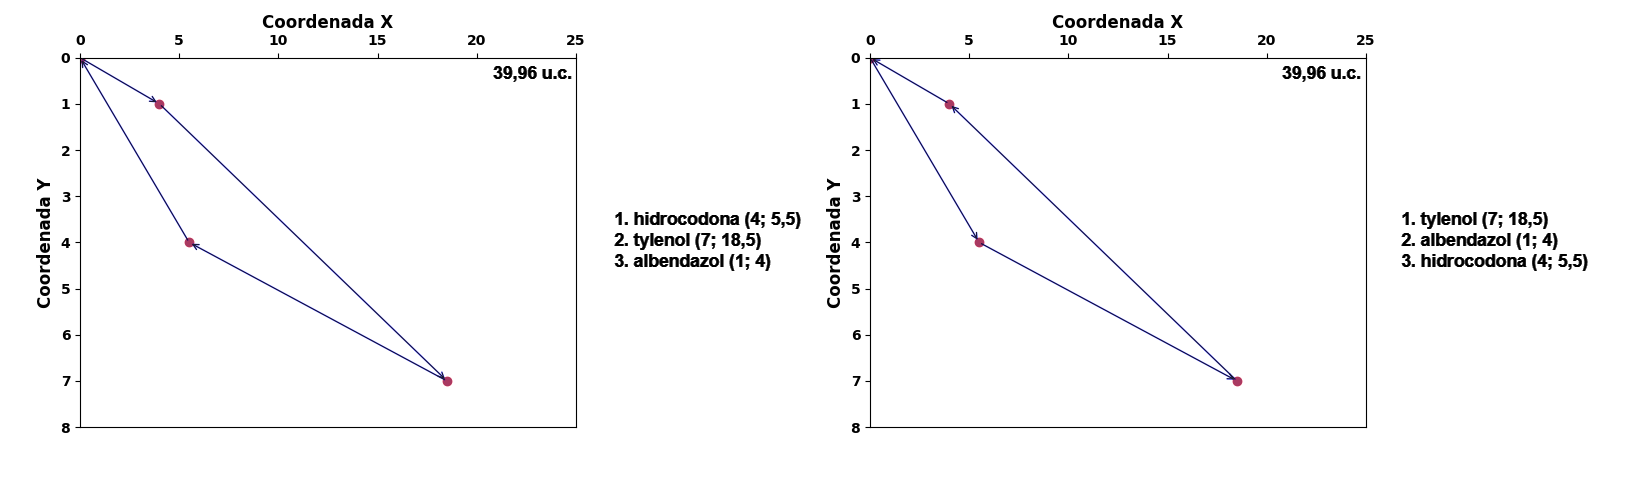 Coordenada X
0 5 10 15 20 25
39,96 u.c.
Coordenada Y
0
1
2
3
4
5
6
7
8
1. hidrocodona (4; 5,5)
2. tylenol (7; 18,5)
3. albendazol (1; 4)
Coordenada X
0 5 10 15 20 25
39,96 u.c.
Coordenada Y
0
1
2
3
4
5
6
7
8
1. tylenol (7; 18,5)
2. albendazol (1; 4)
3. hidrocodona (4; 5,5)